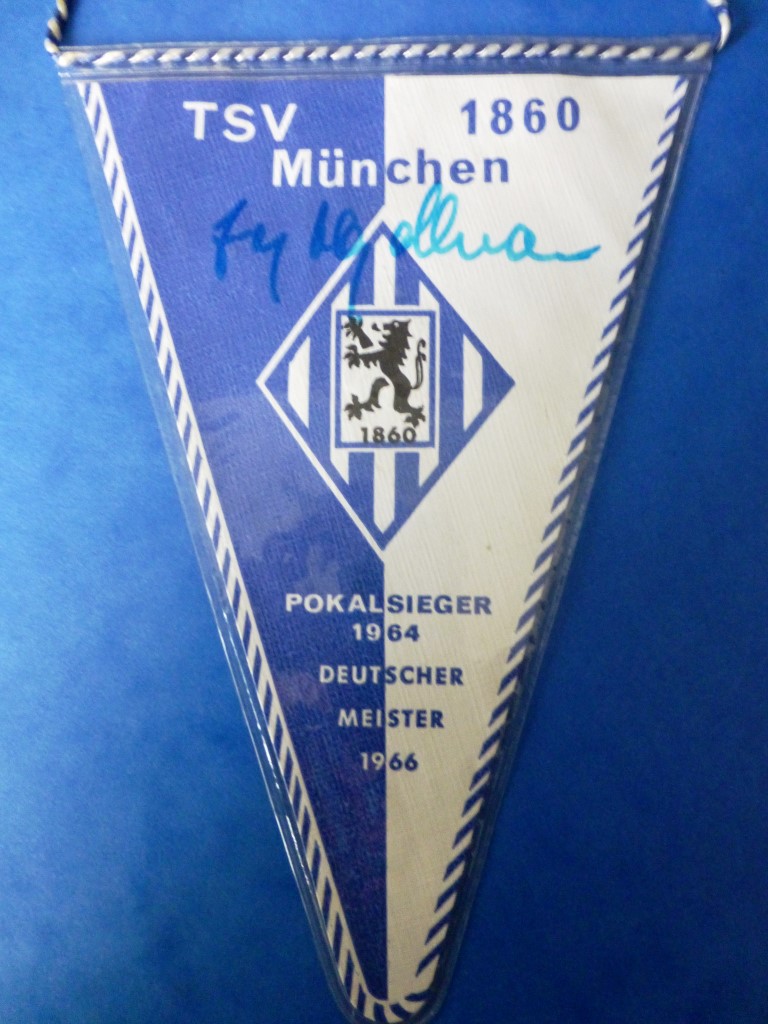 TSV 1860
München
1860
POKALSIEGER
1964
DEUTSCHER
MEISTER
1966